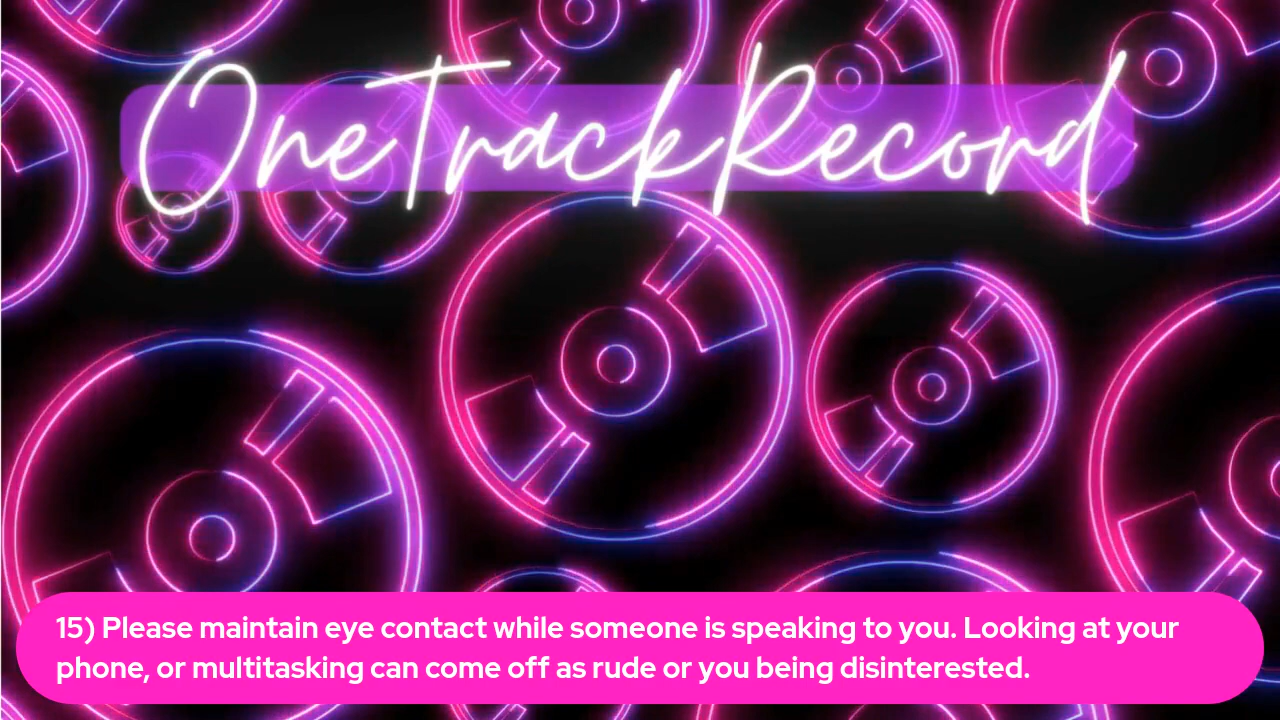 OneTrackRecord
15) Please maintain eye contact while someone is speaking to you. Looking at your
phone, or multitasking can come off as rude or you being disinterested.